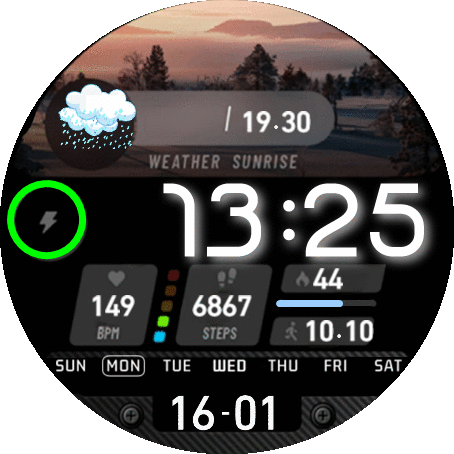 / 19.30
WEATHER SUNRISE
13:25
149
BPM
6867
STEPS
44
10.10
SUN MON TUE WED THU FRI SAT
16-01